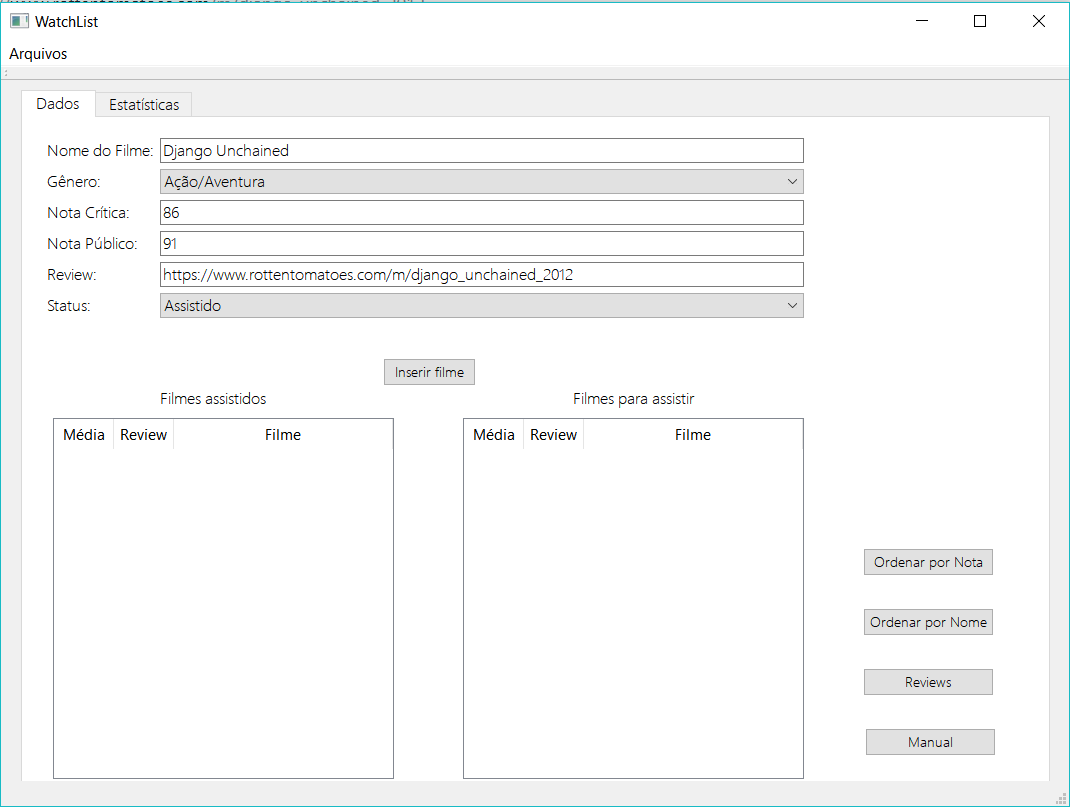 WatchList
Arquivos
Dados Estatísticas
Nome do Filme: Django Unchained
Gênero: Ação/Aventura
Nota Crítica: 86
Nota Público: 91
Review: https://www.rottentomatoes.com/m/django_unchained_2012
Status: Assistido
Inserir filme
Filmes assistidos Filmes para assistir
Média Review Filme Média Review Filme
Ordenar por Nota
Ordenar por Nome
Reviews
Manual